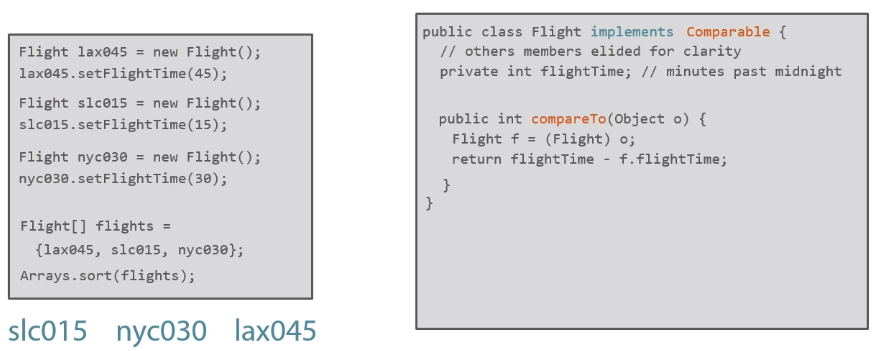 Flight lax045 = new Flight();
lax045.setFlightTime(45);
Flight slc015 = new Flight();
slc015.setFlightTime(15);
Flight nyc030 = new Flight();
nyc030.setFlightTime(30);
Flight[] flights =
{lax045, slc015, nyc030};
Arrays.sort(flights);
slc015 nyc030 lax045
public class Flight implements Comparable {
// others members elided for clarity
private int flightTime; // minutes past midnight
public int compareTo(Object o) {
Flight f = (Flight) o;
return flightTime - f.flightTime;
}
}